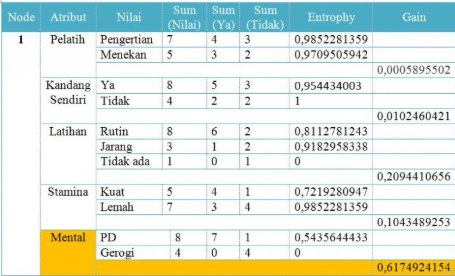 Node Atribut Nilai Sum (Nilai) Sum (Ya) Sum (Tidak) Entrophy Gain
1 Pelatih Pengertian 7 4 3 0,9852281359
Menekan 5 3 2 0,9709505942
0,0005895502
Kandang Sendiri Ya 8 5 3 0,954434003
Tidak 4 2 2 1
0,0102460421
Latihan Rutin 8 6 2 0,8112781243
Jarang 3 1 2 0,9182958338
Tidak ada 1 0 1 0
0,2094410656
Stamina Kuat 5 4 1 0,7219280947
Lemah 7 3 4 0,9852281359
0,1043489253
Mental PD 8 7 1 0,5435644433
Gerogi 4 0 4 0
0,6174924154